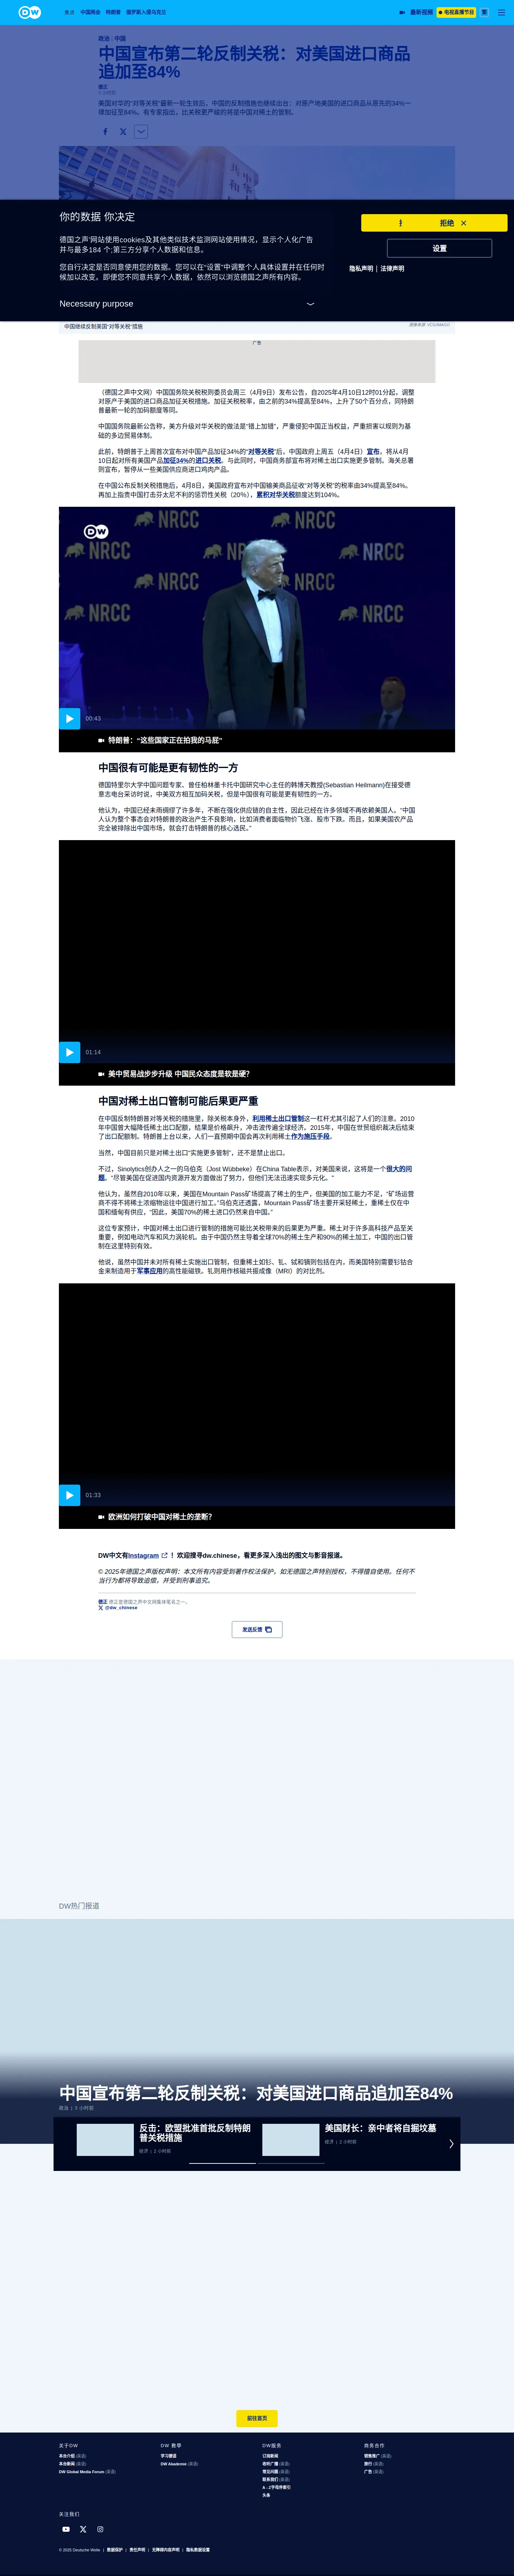 DW
焦点 中国两会 特朗普 俄罗斯入侵乌克兰 最新视频 电视直播节目
政治 | 中国
中国宣布第二轮反制关税：对美国进口商品
追加至84%
德正
3 小时前
美国对华的“对等关税”最新一轮生效后，中国的反制措施也继续出台：对原产地美国的进口商品从原先的34%一
律加征至84%。有专家指出，比关税更严峻的将是中国对稀土的管制。
你的数据 你决定
拒绝
德国之声'网站使用cookies及其他类似技术监测网站使用情况，显示个人化广告
并与最多184 个;第三方分享个人数据和信息。
设置
您自行决定是否同意使用您的数据。您可以在"设置"中调整个人具体设置并在任何时
候加以改变。即便您不同意共享个人数据，依然可以浏览德国之声所有内容。
隐私声明 | 法律声明
Necessary purpose
中国继续反制美国“对等关税”措施
图像来源: VCG/IMAGO
广告
（德国之声中文网）中国国务院关税税则委员会周三（4月9日）发布公告，自2025年4月10日12时01分起，调整
对原产于美国的进口商品加征关税措施。加征关税税率，由之前的34%提高至84%，上升了50个百分点，同特朗
普最新一轮的加码额度等同。
中国国务院最新公告称，美方升级对华关税的做法是“错上加错”，严重侵犯中国正当权益，严重损害以规则为基
础的多边贸易体制。
此前，特朗普于上周首次宣布对中国产品加征34%的“对等关税”后，中国政府上周五（4月4日）宣布，将从4月
10日起对所有美国产品加征34%的进口关税。与此同时，中国商务部宣布将对稀土出口实施更多管制。海关总署
则宣布，暂停从一些美国供应商进口鸡肉产品。
在中国公布反制关税措施后，4月8日，美国政府宣布对中国输美商品征收“对等关税”的税率由34%提高至84%。
再加上指责中国打击芬太尼不利的惩罚性关税（20%），累积对华关税额度达到104%。
DW
NRCC NRCC NRCC
00:43
特朗普：“这些国家正在拍我的马屁”
中国很有可能是更有韧性的一方
德国特里尔大学中国问题专家、曾任柏林墨卡托中国研究中心主任的韩博天教授(Sebastian Heilmann)在接受德
意志电台采访时说，中美双方相互加码关税，但是中国是很有可能是更有韧性的一方。
他认为，中国已经未雨绸缪了许多年，不断在强化供应链的自主性，因此已经在许多领域不再依赖美国人。“中国
人认为整个事态会对特朗普的政治产生不良影响，比如消费者面临物价飞涨、股市下跌。而且，如果美国农产品
完全被排除出中国市场，就会打击特朗普的核心选民。”
01:14
美中贸易战步步升级 中国民众态度是软是硬？
中国对稀土出口管制可能后果更严重
在中国反制特朗普对等关税的措施里，除关税本身外，利用稀土出口管制这一杠杆尤其引起了人们的注意。2010
年中国曾大幅降低稀土出口配额，结果是价格飙升，冲击波传遍全球经济。2015年，中国在世贸组织裁决后结束
了出口配额制。特朗普上台以来，人们一直预期中国会再次利用稀土作为施压手段。
当然，中国目前只是对稀土出口“实施更多管制”，还不是禁止出口。
不过，Sinolytics创办人之一的乌伯克（Jost Wübbeke）在China Table表示，对美国来说，这将是一个很大的问
题。“尽管美国在促进国内资源开发方面做出了努力，但他们无法迅速实现多元化。”
他认为，虽然自2010年以来，美国在Mountain Pass矿场提高了稀土的生产，但美国的加工能力不足，“矿场运营
商不得不将稀土浓缩物运往中国进行加工。”乌伯克还透露，Mountain Pass矿场主要开采轻稀土，重稀土仅在中
国和缅甸有供应，“因此，美国70%的稀土进口仍然来自中国。”
这位专家预计，中国对稀土出口进行管制的措施可能比关税带来的后果更为严重。稀土对于许多高科技产品至关
重要，例如电动汽车和风力涡轮机。由于中国仍然主导着全球70%的稀土生产和90%的稀土加工，中国的出口管
制在这里特别有效。
他说，虽然中国并未对所有稀土实施出口管制，但重稀土如钐、钆、铽和镝则包括在内，而美国特别需要钐钴合
金来制造用于军事应用的高性能磁铁。钆则用作核磁共振成像（MRI）的对比剂。
01:33
欧洲如何打破中国对稀土的垄断？
DW中文有Instagram ！欢迎搜寻dw.chinese，看更多深入浅出的图文与影音报道。
© 2025年德国之声版权声明：本文所有内容受到著作权法保护，如无德国之声特别授权，不得擅自使用。任何不
当行为都将导致追偿，并受到刑事追究。
德正 德正是德国之声中文网集体笔名之一。
@dw_chinese
发送反馈
DW热门报道
中国宣布第二轮反制关税：对美国进口商品追加至84%
政治 | 3 小时前
反击：欧盟批准首批反制特朗
普关税措施
经济 | 2 小时前
美国财长：亲中者将自掘坟墓
经济 | 2 小时前
前往首页
关于DW
本台介绍 (英语)
本台新闻 (英语)
DW Global Media Forum (英语)
DW 教学
学习德语
DW Akademie (英语)
DW服务
订阅新闻
收听广播 (英语)
常见问题 (英语)
联系我们 (英语)
A - Z字母序索引
头条
商务合作
销售推广 (英语)
旅行 (英语)
广告 (英语)
关注我们
© 2025 Deutsche Welle | 数据保护 | 责任声明 | 无障碍内容声明 | 隐私数据设置